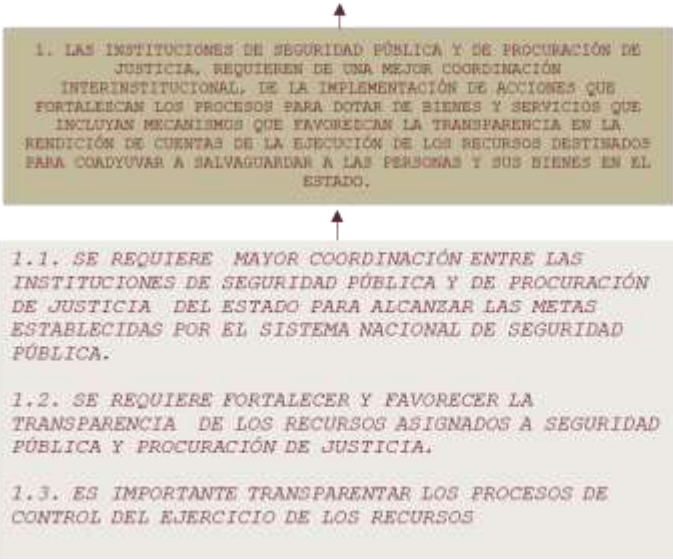 1. LAS INSTITUCIONES DE SEGURIDAD PÚBLICA Y DE PROCURACIÓN DE
JUSTICIA, REQUIEREN DE UNA MEJOR COORDINACIÓN
INTERINSTITUCIONAL, DE LA IMPLEMENTACIÓN DE ACCIONES QUE
FORTALEZCAN LOS PROCESOS PARA DOTAR DE BIENES Y SERVICIOS QUE
INCLUYAN MECANISMOS QUE FAVOREZCAN LA TRANSPARENCIA EN LA
RENDICIÓN DE CUENTAS DE LA EJECUCIÓN DE LOS RECURSOS DESTINADOS
PARA COADYUVAR A SALVAGUARDAR A LAS PERSONAS Y SUS BIENES EN EL
ESTADO.
1.1. SE REQUIERE MAYOR COORDINACIÓN ENTRE LAS
INSTITUCIONES DE SEGURIDAD PÚBLICA Y DE PROCURACIÓN
DE JUSTICIA DEL ESTADO PARA ALCANZAR LAS METAS
ESTABLECIDAS POR EL SISTEMA NACIONAL DE SEGURIDAD
PÚBLICA.
1.2. SE REQUIERE FORTALECER Y FAVORECER LA
TRANSPARENCIA DE LOS RECURSOS ASIGNADOS A SEGURIDAD
PÚBLICA Y PROCURACIÓN DE JUSTICIA.
1.3. ES IMPORTANTE TRANSPARENTAR LOS PROCESOS DE
CONTROL DEL EJERCICIO DE LOS RECURSOS